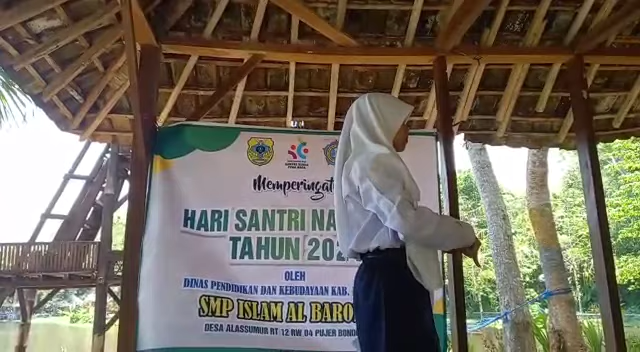 Memperingati
HARI SANTRI NA
TAHUN 202
OLEH
DINAS PENDIDIKAN DAN KEBUDAYAAN KAB.
SMP ISLAM AL BARO
DESA ALASSUMUR RT 12 RW 04 PUJER BONDO